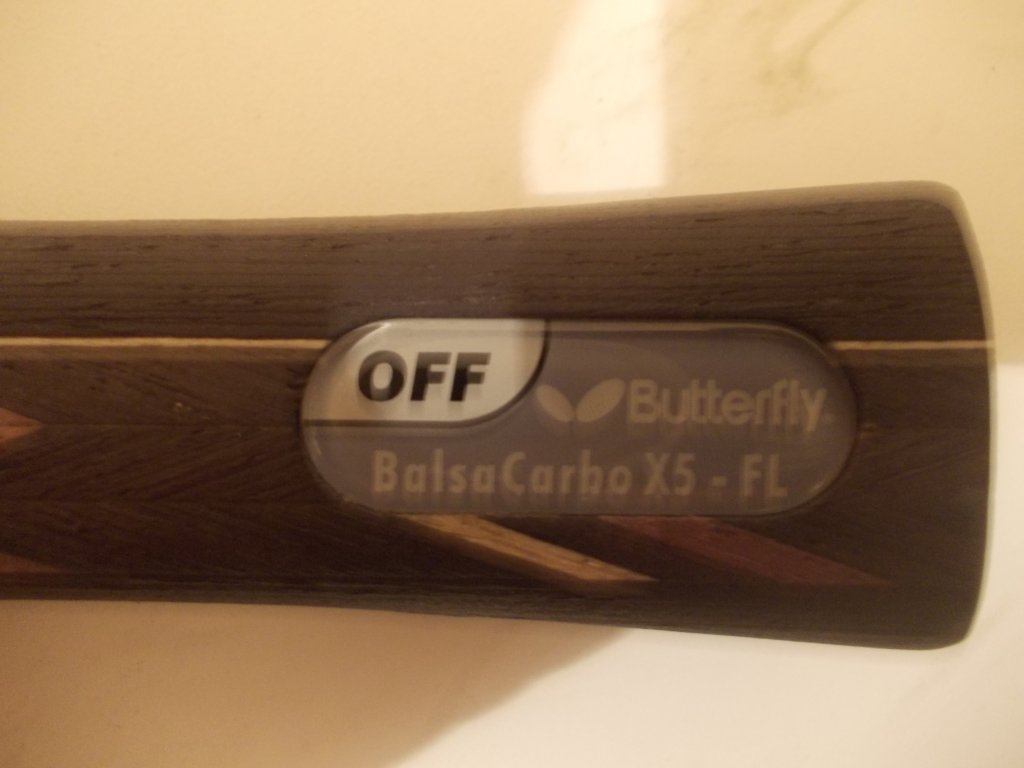 OFF
Butterfly
BalsaCarbo X5 - FL